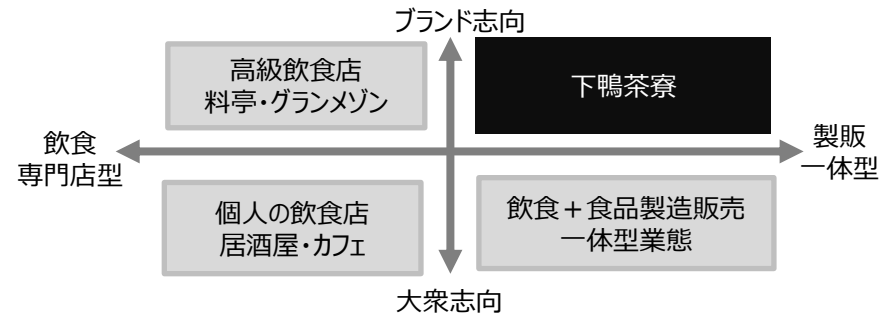 ブランド志向
高級飲食店
料亭・グランメゾン
下鴨茶寮
飲食
専門店型
製販
一体型
個人の飲食店
居酒屋・カフェ
飲食＋食品製造販売
一体型業態
大衆志向